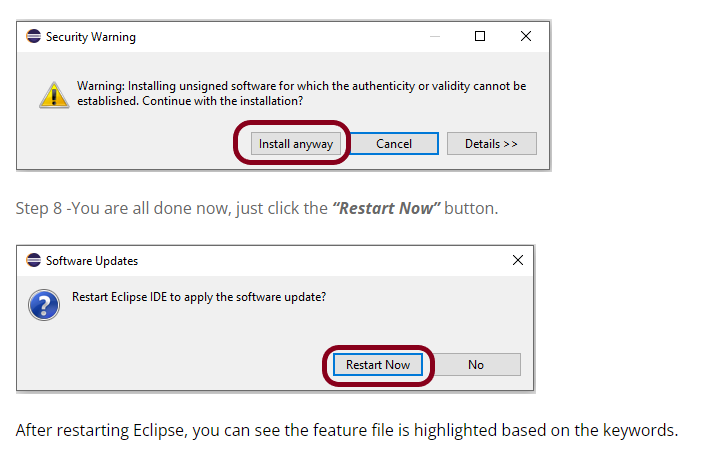 Security Warning
Warning: Installing unsigned software for which the authenticity or validity cannot be
established. Continue with the installation?
Install anyway Cancel Details >>
Step 8 -You are all done now, just click the “Restart Now” button.
Software Updates
Restart Eclipse IDE to apply the software update?
Restart Now No
After restarting Eclipse, you can see the feature file is highlighted based on the keywords.